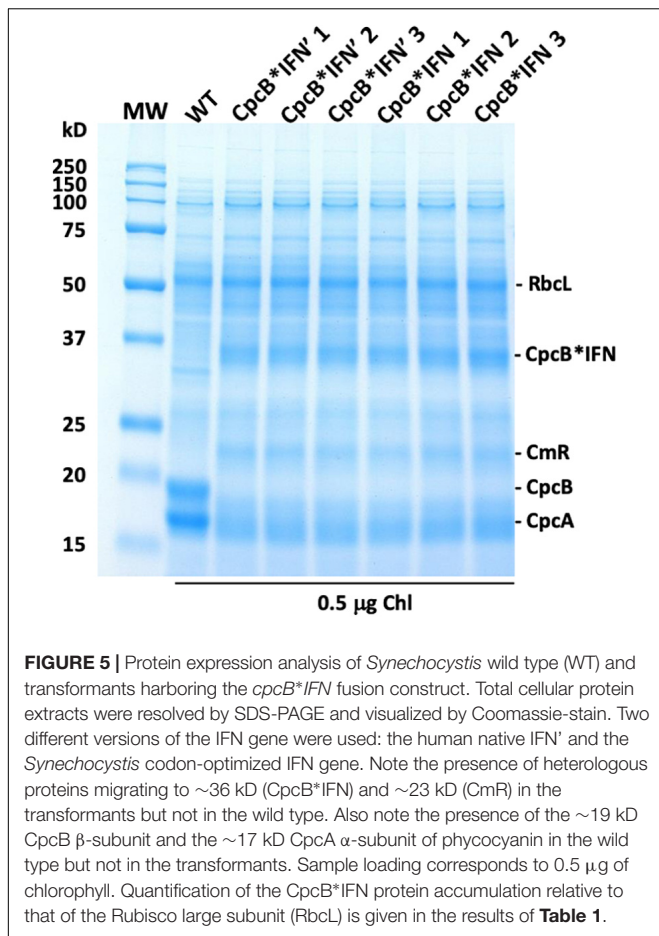 CpcB*IFN' 1
CpcB*IFN' 2
CpcB*IFN' 3
CpcB*IFN 1
CpcB*IFN 2
CpcB*IFN 3
MW
WT
kD
250
150
100
75
50
37
25
20
15
- RbcL
- CpcB*IFN
- CmR
- CpcB
- CpcA
0.5 µg Chl
FIGURE 5 | Protein expression analysis of Synechocystis wild type (WT) and
transformants harboring the cpcB*IFN fusion construct. Total cellular protein
extracts were resolved by SDS-PAGE and visualized by Coomassie-stain. Two
different versions of the IFN gene were used: the human native IFN' and the
Synechocystis codon-optimized IFN gene. Note the presence of heterologous
proteins migrating to ~36 kD (CpcB*IFN) and ~23 kD (CmR) in the
transformants but not in the wild type. Also note the presence of the ~19 kD
CpcB β-subunit and the ~17 kD CpcA α-subunit of phycocyanin in the wild
type but not in the transformants. Sample loading corresponds to 0.5 µg of
chlorophyll. Quantification of the CpcB*IFN protein accumulation relative to
that of the Rubisco large subunit (RbcL) is given in the results of Table 1.